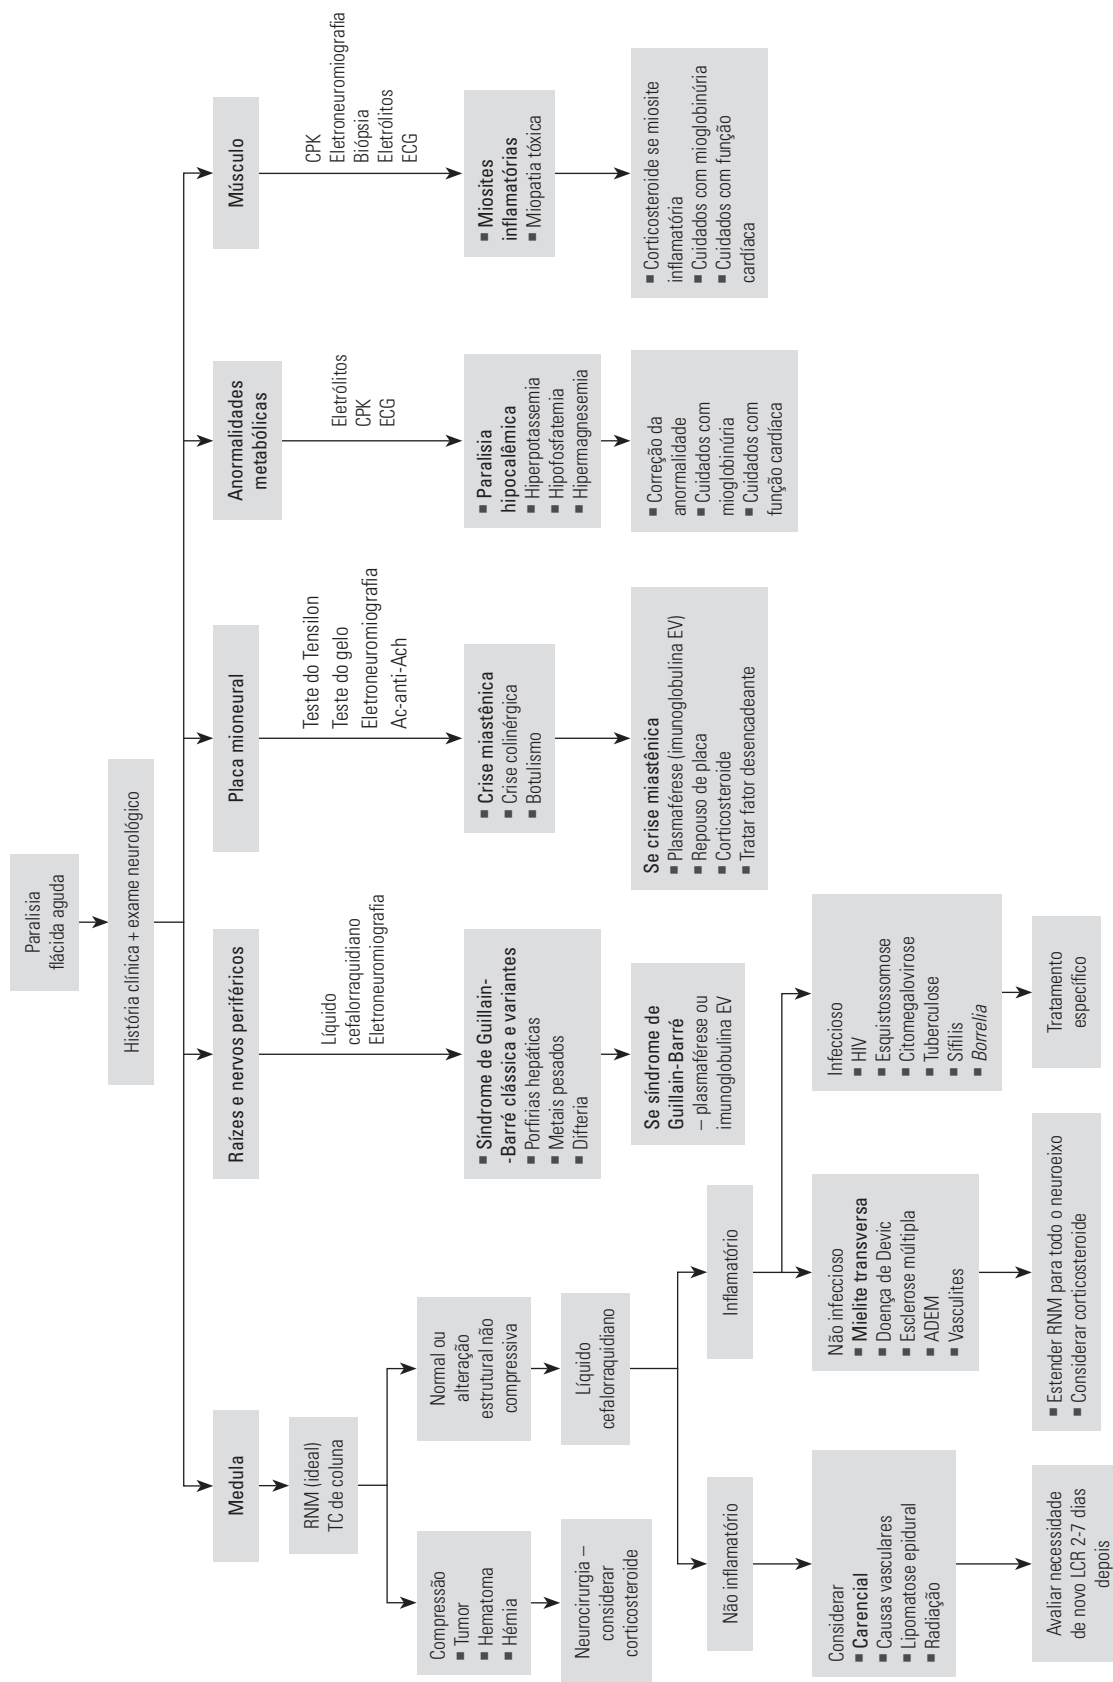 Paralisia
flácida aguda
História clínica + exame neurológico
Medula
RNM (ideal)
TC de coluna
Compressão
▪ Tumor
▪ Hematoma
▪ Hérnia
Neurocirurgia –
considerar
corticosteroide
Normal ou
alteração
estrutural não
compressiva
Líquido
cefalorraquidiano
Não inflamatório
Considerar
▪ Carencial
▪ Causas vasculares
▪ Lipomatose epidural
▪ Radiação
Avaliar necessidade
de novo LCR 2-7 dias
depois
Inflamatório
Não infeccioso
▪ Mielite transversa
▪ Doença de Devic
▪ Esclerose múltipla
▪ ADEM
▪ Vasculites
▪ Estender RNM para todo o neuroeixo
▪ Considerar corticosteroide
Infeccioso
▪ HIV
▪ Esquistossomose
▪ Citomegalovirose
▪ Tuberculose
▪ Sífilis
▪ Borrelia
Tratamento
específico
Raízes e nervos periféricos
Líquido
cefalorraquidiano
Eletroneuromiografia
▪ Síndrome de Guillain-
-Barré clássica e variantes
▪ Porfirias hepáticas
▪ Metais pesados
▪ Difteria
Se síndrome de
Guillain-Barré
– plasmaférese ou
imunoglobulina EV
Placa mioneural
Teste do Tensilon
Teste do gelo
Eletroneuromiografia
Ac-anti-Ach
▪ Crise miastênica
▪ Crise colinérgica
▪ Botulismo
Se crise miastênica
▪ Plasmaférese (imunoglobulina EV)
▪ Repouso de placa
▪ Corticosteroide
▪ Tratar fator desencadeante
Anormalidades
metabólicas
Eletrólitos
CPK
ECG
▪ Paralisia
hipocalêmica
▪ Hiperpotassemia
▪ Hipofosfatemia
▪ Hipermagnesemia
▪ Correção da
anormalidade
▪ Cuidados com
mioglobinúria
▪ Cuidados com
função cardíaca
Músculo
CPK
Eletroneuromiografia
Biópsia
Eletrólitos
ECG
▪ Miosites
inflamatórias
▪ Miopatia tóxica
▪ Corticosteroide se miosite
inflamatória
▪ Cuidados com mioglobinúria
▪ Cuidados com função
cardíaca